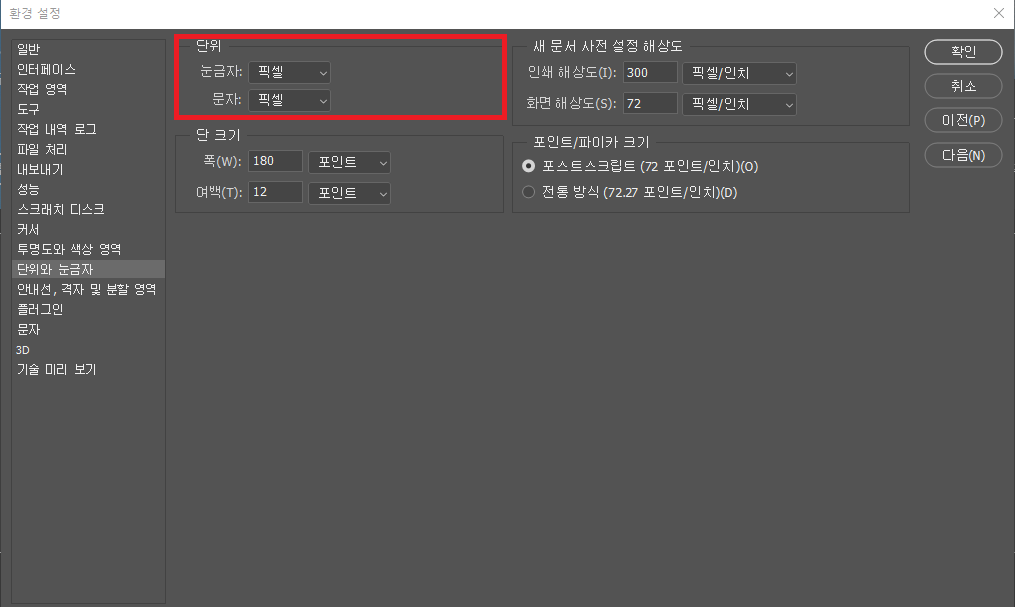 환경 설정
일반
인터페이스
작업 영역
도구
작업 내역 로그
파일 처리
내보내기
성능
스크래치 디스크
커서
투명도와 색상 영역
단위와 눈금자
안내선, 격자 및 분할 영역
플러그인
문자
3D
기술 미리 보기
단위
눈금자: 픽셀
문자: 픽셀
단 크기
폭(W): 180 포인트
여백(T): 12 포인트
새 문서 사전 설정 해상도
인쇄 해상도(I): 300 픽셀/인치
화면 해상도(S): 72 픽셀/인치
포인트/파이카 크기
포스트스크립트 (72 포인트/인치)(O)
전통 방식 (72.27 포인트/인치)(D)
확인
취소
이전(P)
다음(N)